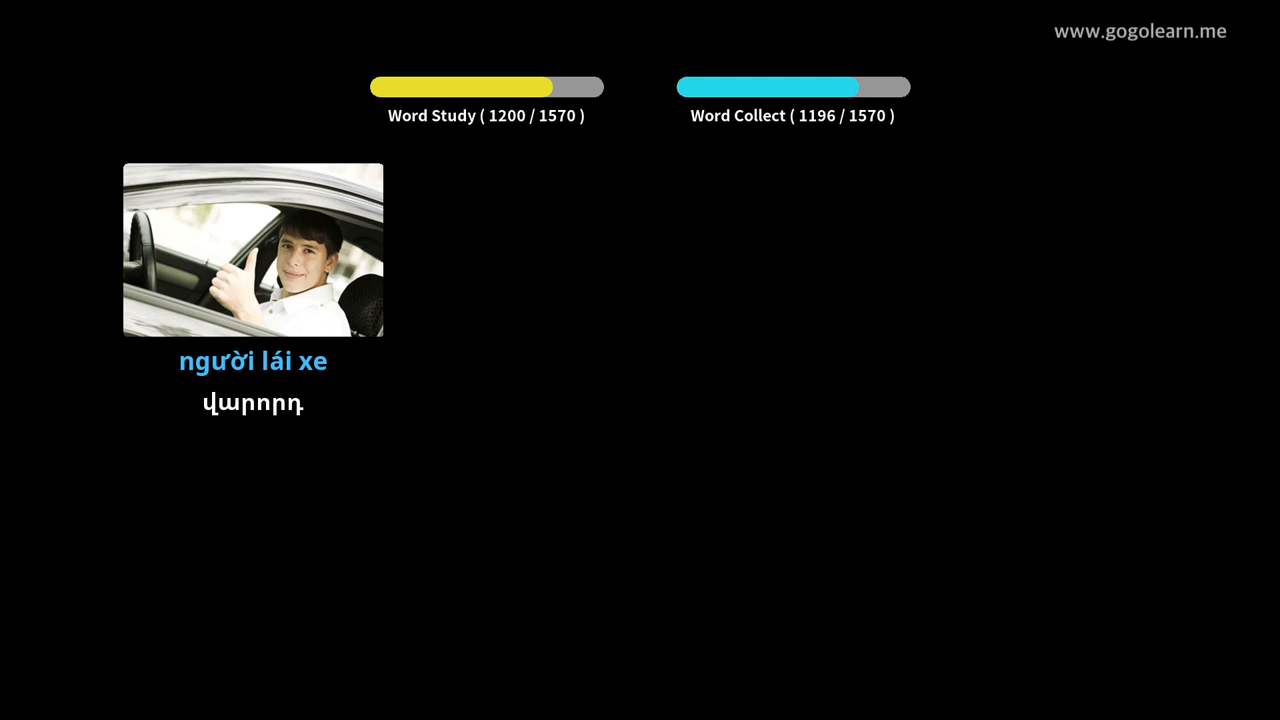 www.gogolearn.me
Word Study ( 1200 / 1570 )
Word Collect ( 1196 / 1570 )
người lái xe
վարորդ